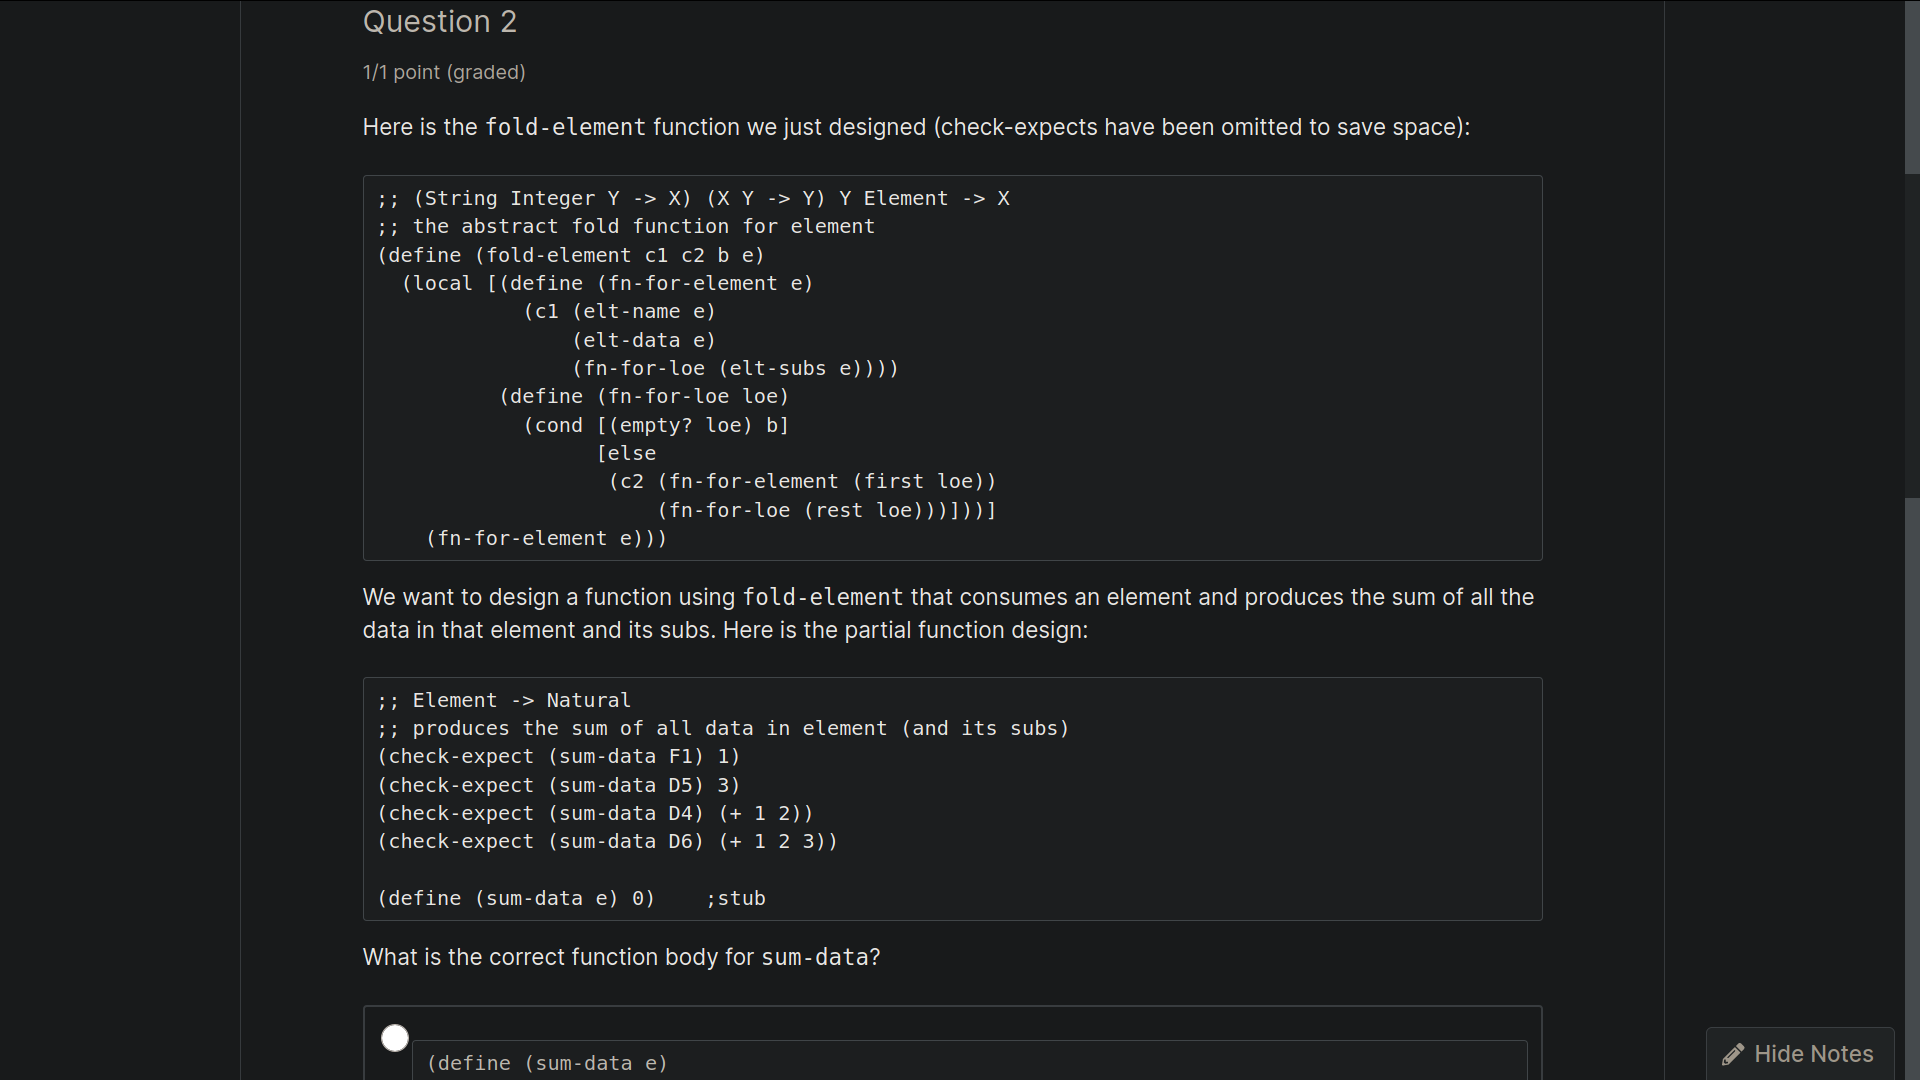 Question 2
1/1 point (graded)
Here is the fold-element function we just designed (check-expects have been omitted to save space):
;; (String Integer Y -> X) (X Y -> Y) Y Element -> X
;; the abstract fold function for element
(define (fold-element c1 c2 b e)
  (local [(define (fn-for-element e)
            (c1 (elt-name e)
                (elt-data e)
                (fn-for-loe (elt-subs e))))
          (define (fn-for-loe loe)
            (cond [(empty? loe) b]
                  [else
                   (c2 (fn-for-element (first loe))
                       (fn-for-loe (rest loe)))]))]
    (fn-for-element e)))
We want to design a function using fold-element that consumes an element and produces the sum of all the
data in that element and its subs. Here is the partial function design:
;; Element -> Natural
;; produces the sum of all data in element (and its subs)
(check-expect (sum-data F1) 1)
(check-expect (sum-data D5) 3)
(check-expect (sum-data D4) (+ 1 2))
(check-expect (sum-data D6) (+ 1 2 3))
(define (sum-data e) 0)    ;stub
What is the correct function body for sum-data?
(define (sum-data e)
Hide Notes